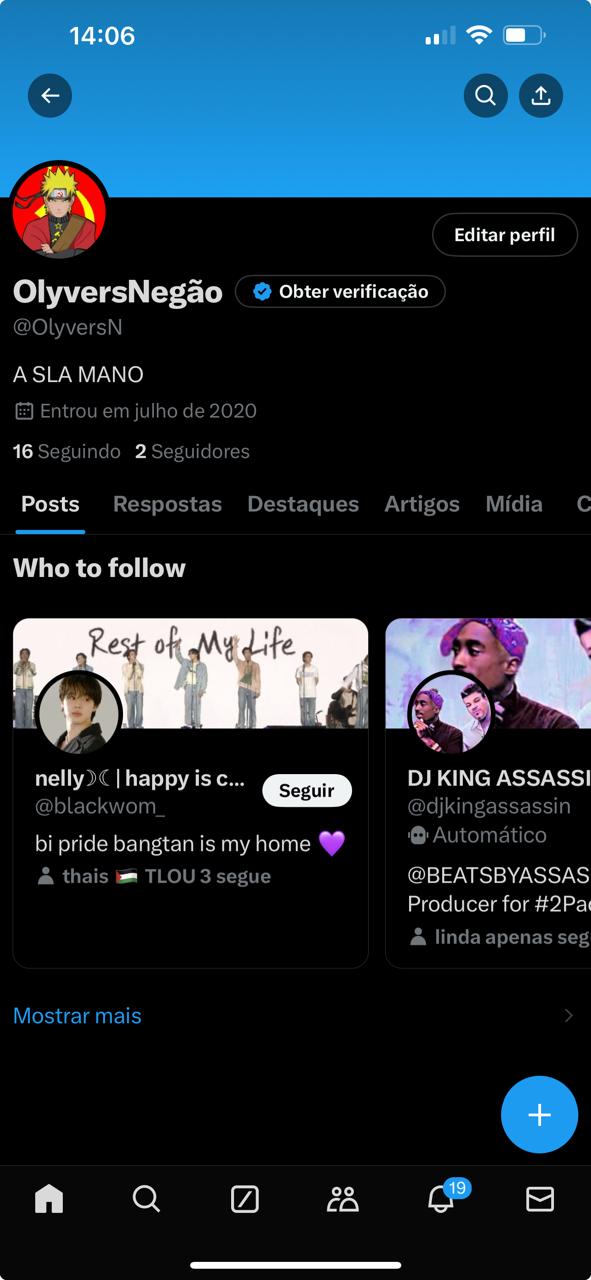 14:06
Editar perfil
OlyversNegão
Obter verificação
@OlyversN
A SLA MANO
Entrou em julho de 2020
16 Seguindo 2 Seguidores
Posts Respostas Destaques Artigos Mídia C
Who to follow
Rest of My Life
nelly☽☾ | happy is c...
Seguir
@blackwom_
bi pride bangtan is my home 💜
thais 🇵🇸 TLOU 3 segue
DJ KING ASSASSI
@djkingassassin
Automático
@BEATSBYASSAS
Producer for #2Pac
linda apenas seg
Mostrar mais
19